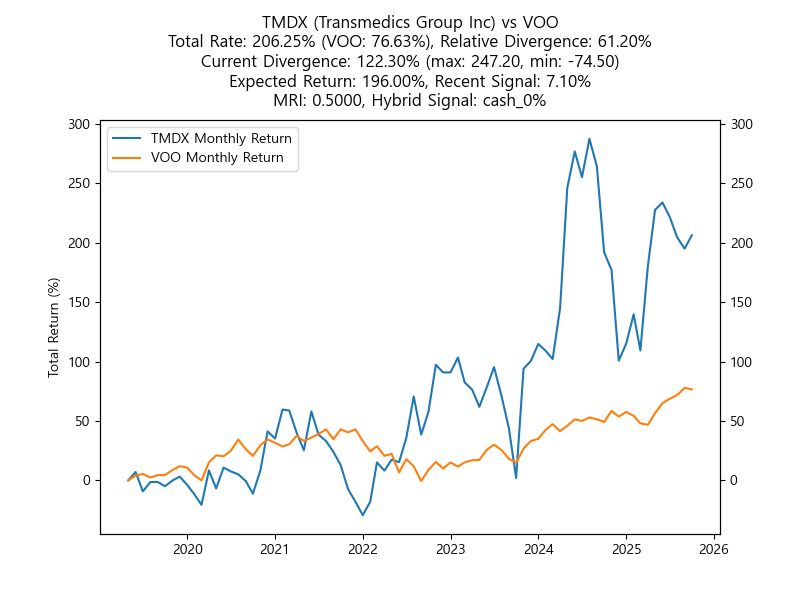 TMDX (Transmedics Group Inc) vs VOO
Total Rate: 206.25% (VOO: 76.63%), Relative Divergence: 61.20%
Current Divergence: 122.30% (max: 247.20, min: -74.50)
Expected Return: 196.00%, Recent Signal: 7.10%
MRI: 0.5000, Hybrid Signal: cash_0%
TMDX Monthly Return
VOO Monthly Return
Total Return (%)
300
250
200
150
100
50
0
300
250
200
150
100
50
0
2020
2021
2022
2023
2024
2025
2026